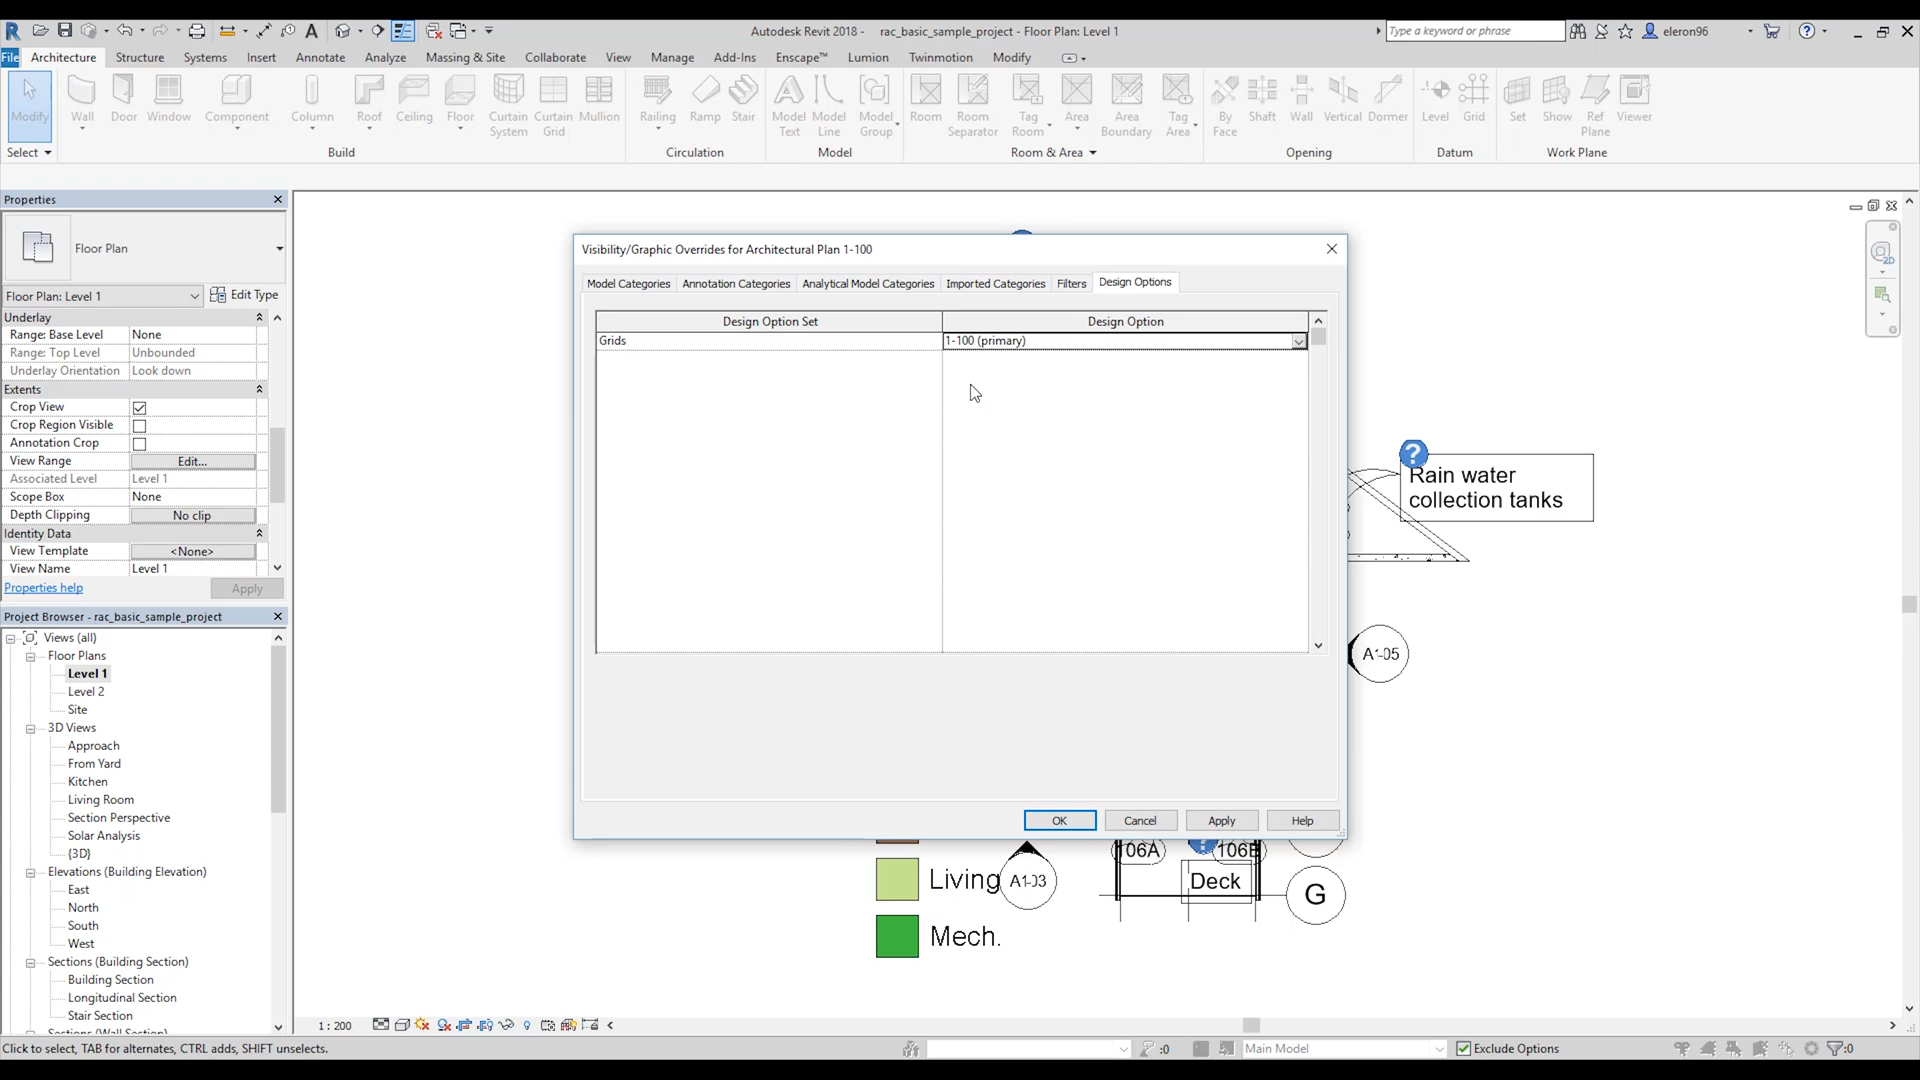 Autodesk Revit 2018 - rac_basic_sample_project - Floor Plan: Level 1
Type a keyword or phrase
eleron96
File
Architecture
Structure
Systems
Insert
Annotate
Analyze
Massing & Site
Collaborate
View
Manage
Add-Ins
Enscape™
Lumion
Twinmotion
Modify
Modify
Wall
Door
Window
Component
Column
Roof
Ceiling
Floor
Curtain
System
Curtain
Grid
Mullion
Railing
Ramp
Stair
Model
Text
Model
Line
Model
Group
Room
Room
Separator
Tag
Room
Area
Area
Boundary
Tag
Area
By
Face
Shaft
Wall
Vertical
Dormer
Level
Grid
Set
Show
Ref
Plane
Viewer
Select
Build
Circulation
Model
Room & Area
Opening
Datum
Work Plane
Properties
Floor Plan
Floor Plan: Level 1
Edit Type
Underlay
Range: Base Level None
Range: Top Level Unbounded
Underlay Orientation Look down
Extents
Crop View
Crop Region Visible
Annotation Crop
View Range Edit...
Associated Level Level 1
Scope Box None
Depth Clipping No clip
Identity Data
View Template <None>
View Name Level 1
Properties help
Apply
Project Browser - rac_basic_sample_project
Views (all)
Floor Plans
Level 1
Level 2
Site
3D Views
Approach
From Yard
Kitchen
Living Room
Section Perspective
Solar Analysis
{3D}
Elevations (Building Elevation)
East
North
South
West
Sections (Building Section)
Building Section
Longitudinal Section
Stair Section
Sections (Wall Section)
Visibility/Graphic Overrides for Architectural Plan 1-100
Model Categories
Annotation Categories
Analytical Model Categories
Imported Categories
Filters
Design Options
Design Option Set
Design Option
Grids
1-100 (primary)
OK
Cancel
Apply
Help
2D
?
Rain water
collection tanks
A1-05
106A
106B
Living
A1-03
Deck
G
Mech.
1 : 200
Click to select, TAB for alternates, CTRL adds, SHIFT unselects.
:0
Main Model
Exclude Options
:0